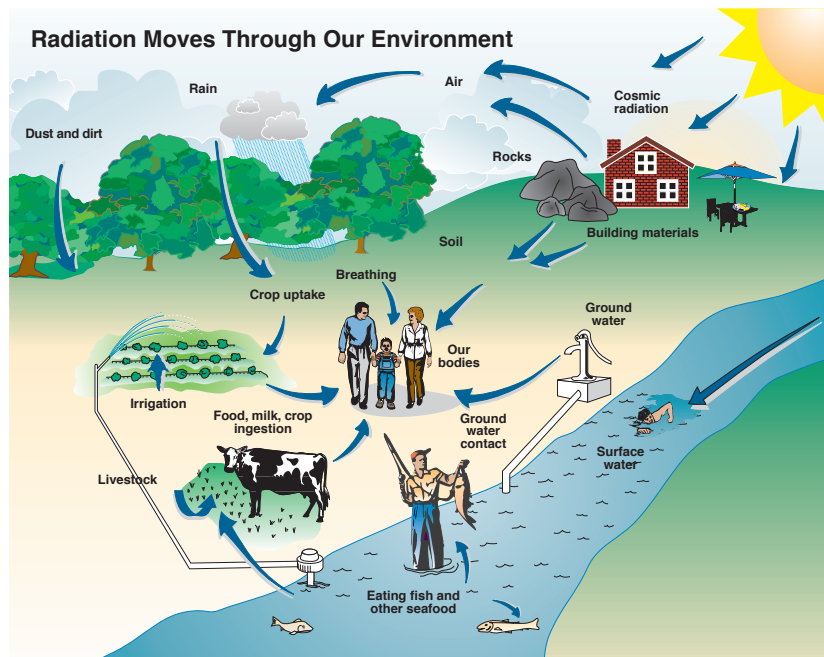 Radiation Moves Through Our Environment
Rain
Air
Cosmic
radiation
Dust and dirt
Rocks
Building materials
Soil
Breathing
Crop uptake
Ground
water
Our
bodies
Irrigation
Food, milk, crop
ingestion
Ground
water
contact
Surface
water
Livestock
Eating fish and
other seafood